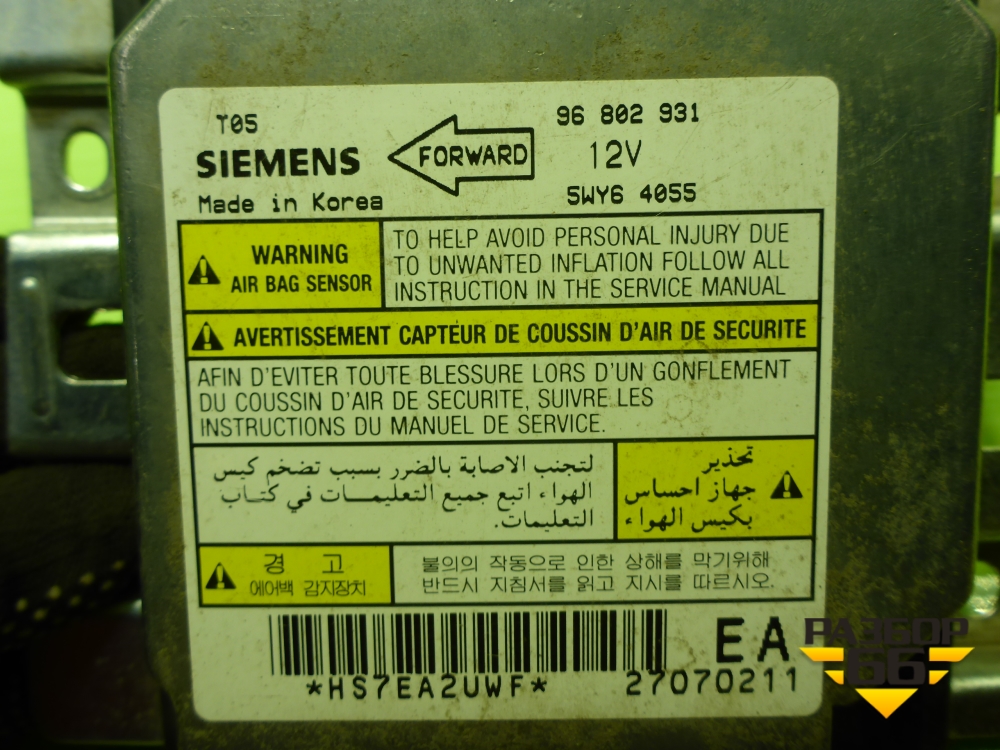 T05
96 802 931
SIEMENS
FORWARD
12V
Made in Korea
5WY6 4055
WARNING
AIR BAG SENSOR
TO HELP AVOID PERSONAL INJURY DUE
TO UNWANTED INFLATION FOLLOW ALL
INSTRUCTION IN THE SERVICE MANUAL
AVERTISSEMENT CAPTEUR DE COUSSIN D'AIR DE SECURITE
AFIN D'EVITER TOUTE BLESSURE LORS D'UN GONFLEMENT
DU COUSSIN D'AIR DE SECURITE, SUIVRE LES
INSTRUCTIONS DU MANUEL DE SERVICE.
تحذير
جهاز احساس
بكيس الهواء
لتجنب الاصابة بالضرر بسبب تضخم كيس
الهواء اتبع جميع التعليمات في كتاب
التعليمات.
경 고
에어백 감지장치
불의의 작동으로 인한 상해를 막기위해
반드시 지침서를 읽고 지시를 따르시오.
EA
*HS7EA2UWF*
27070211
РАЗБОР
66